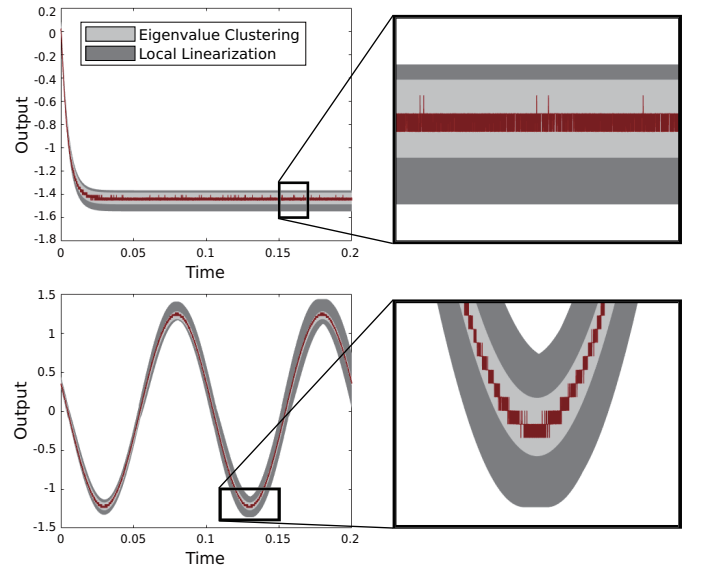 0.2
0
-0.2
-0.4
-0.6
-0.8
-1
-1.2
-1.4
-1.6
-1.8
Output
Eigenvalue Clustering
Local Linearization
0 0.05 0.1 0.15 0.2
Time
1.5
1
0.5
0
-0.5
-1
-1.5
Output
0 0.05 0.1 0.15 0.2
Time